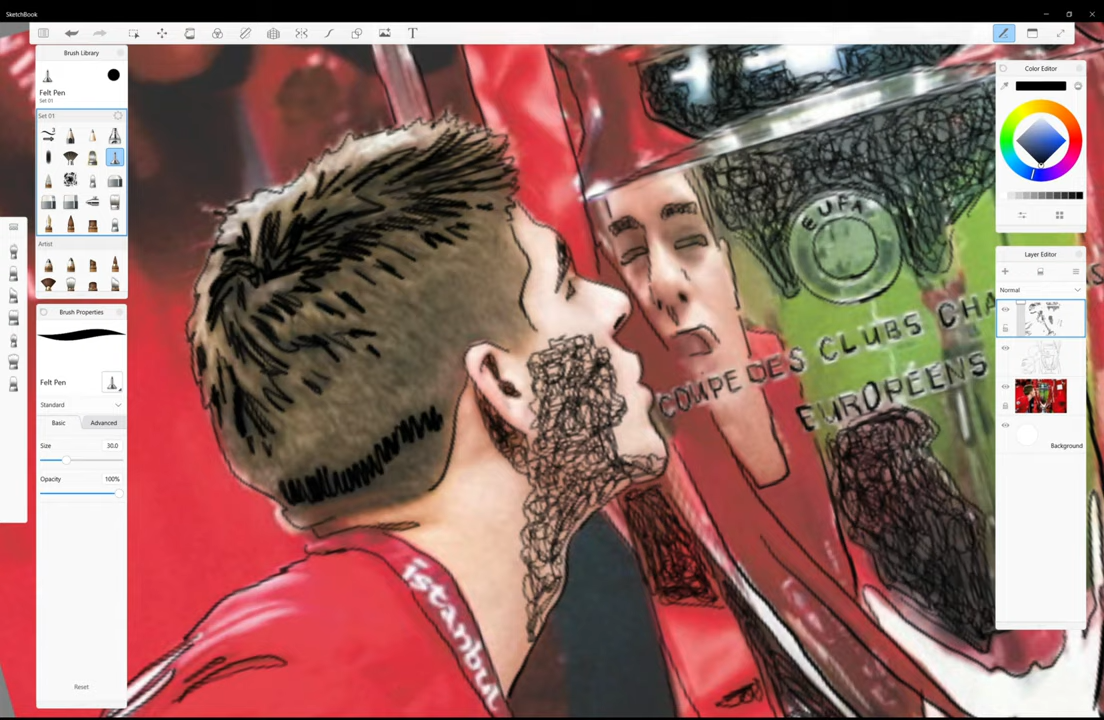 SketchBook
T
Brush Library
Felt Pen
Set 01
Set 01
Artist
Brush Properties
Felt Pen
Standard
Basic
Advanced
Size
30.0
Opacity
100%
Reset
EUFA
COUPE DES CLUBS CHA
EUROPÉENS
istanbul
Color Editor
Layer Editor
Normal
Background